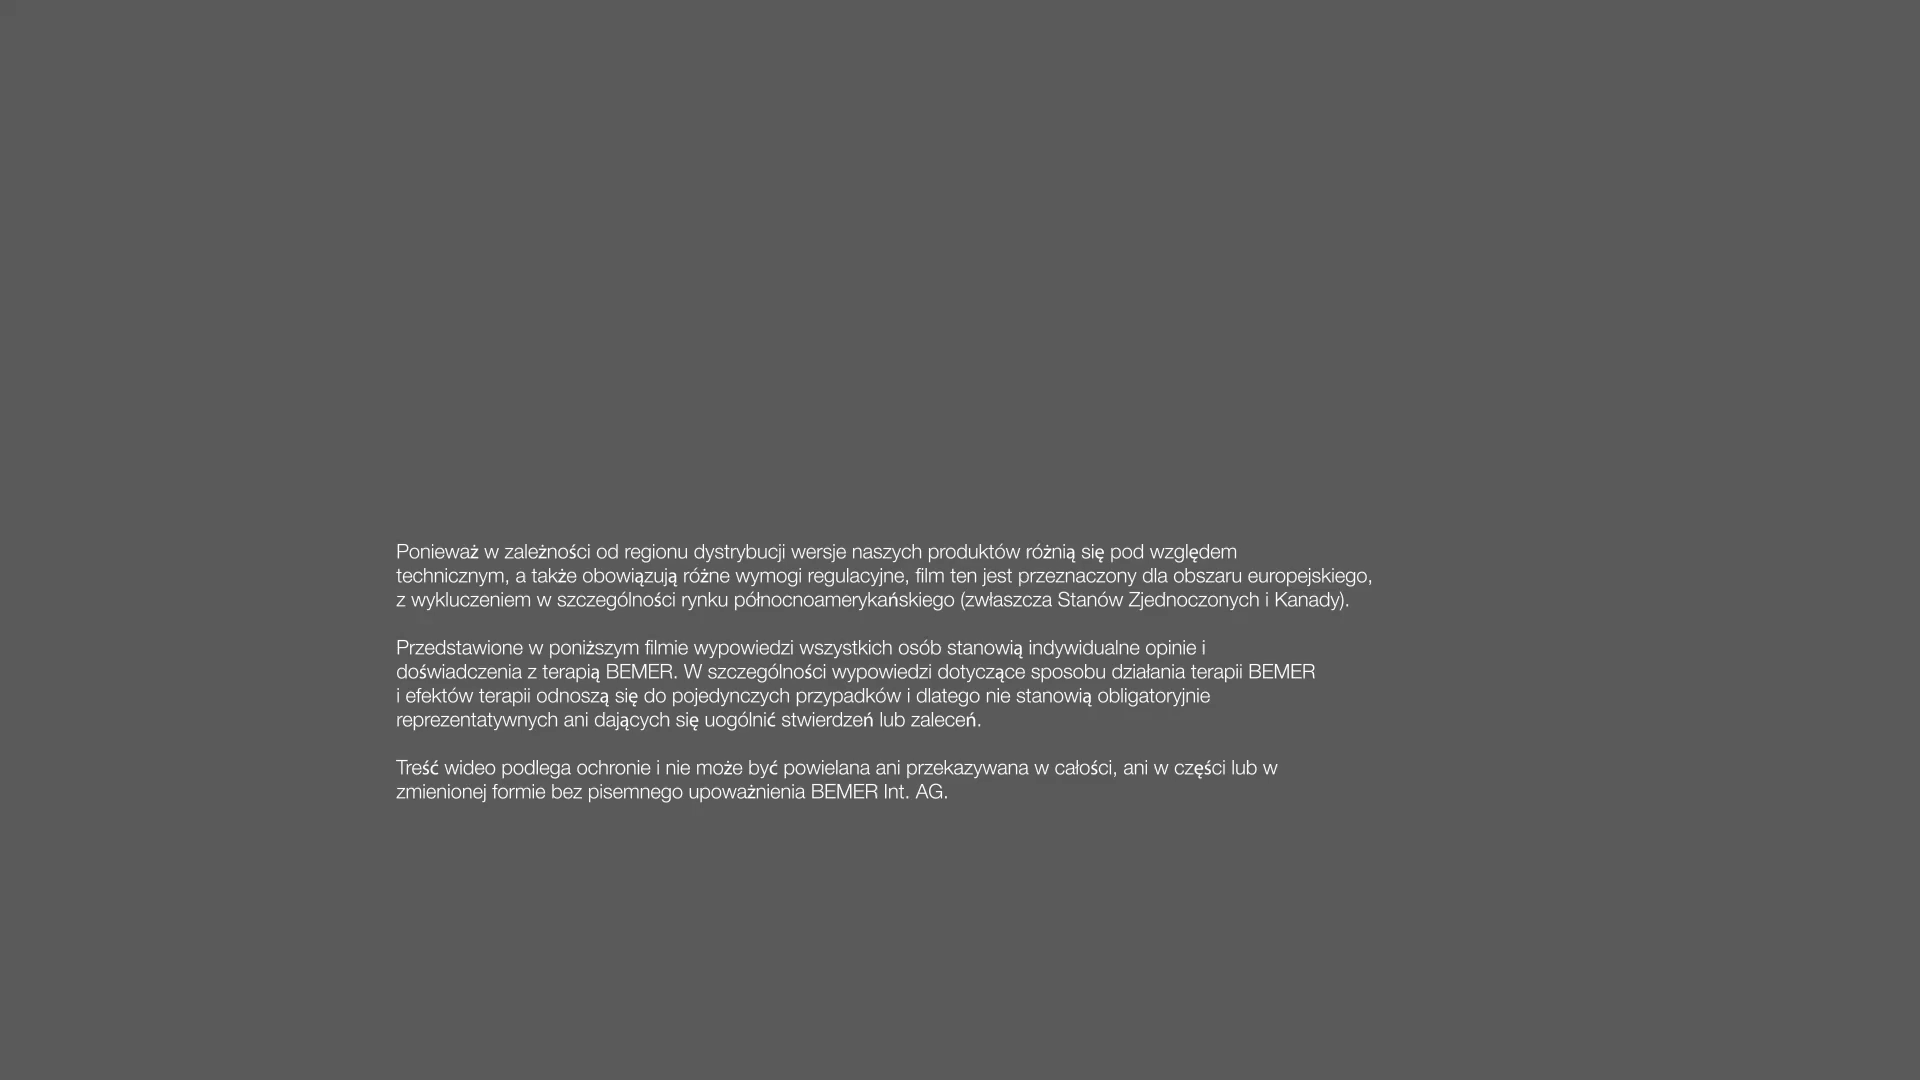 Ponieważ w zależności od regionu dystrybucji wersje naszych produktów różnią się pod względem
technicznym, a także obowiązują różne wymogi regulacyjne, film ten jest przeznaczony dla obszaru europejskiego,
z wykluczeniem w szczególności rynku północnoamerykańskiego (zwłaszcza Stanów Zjednoczonych i Kanady).
Przedstawione w poniższym filmie wypowiedzi wszystkich osób stanowią indywidualne opinie i
doświadczenia z terapią BEMER. W szczególności wypowiedzi dotyczące sposobu działania terapii BEMER
i efektów terapii odnoszą się do pojedynczych przypadków i dlatego nie stanowią obligatoryjnie
reprezentatywnych ani dających się uogólnić stwierdzeń lub zaleceń.
Treść wideo podlega ochronie i nie może być powielana ani przekazywana w całości, ani w części lub w
zmienionej formie bez pisemnego upoważnienia BEMER Int. AG.